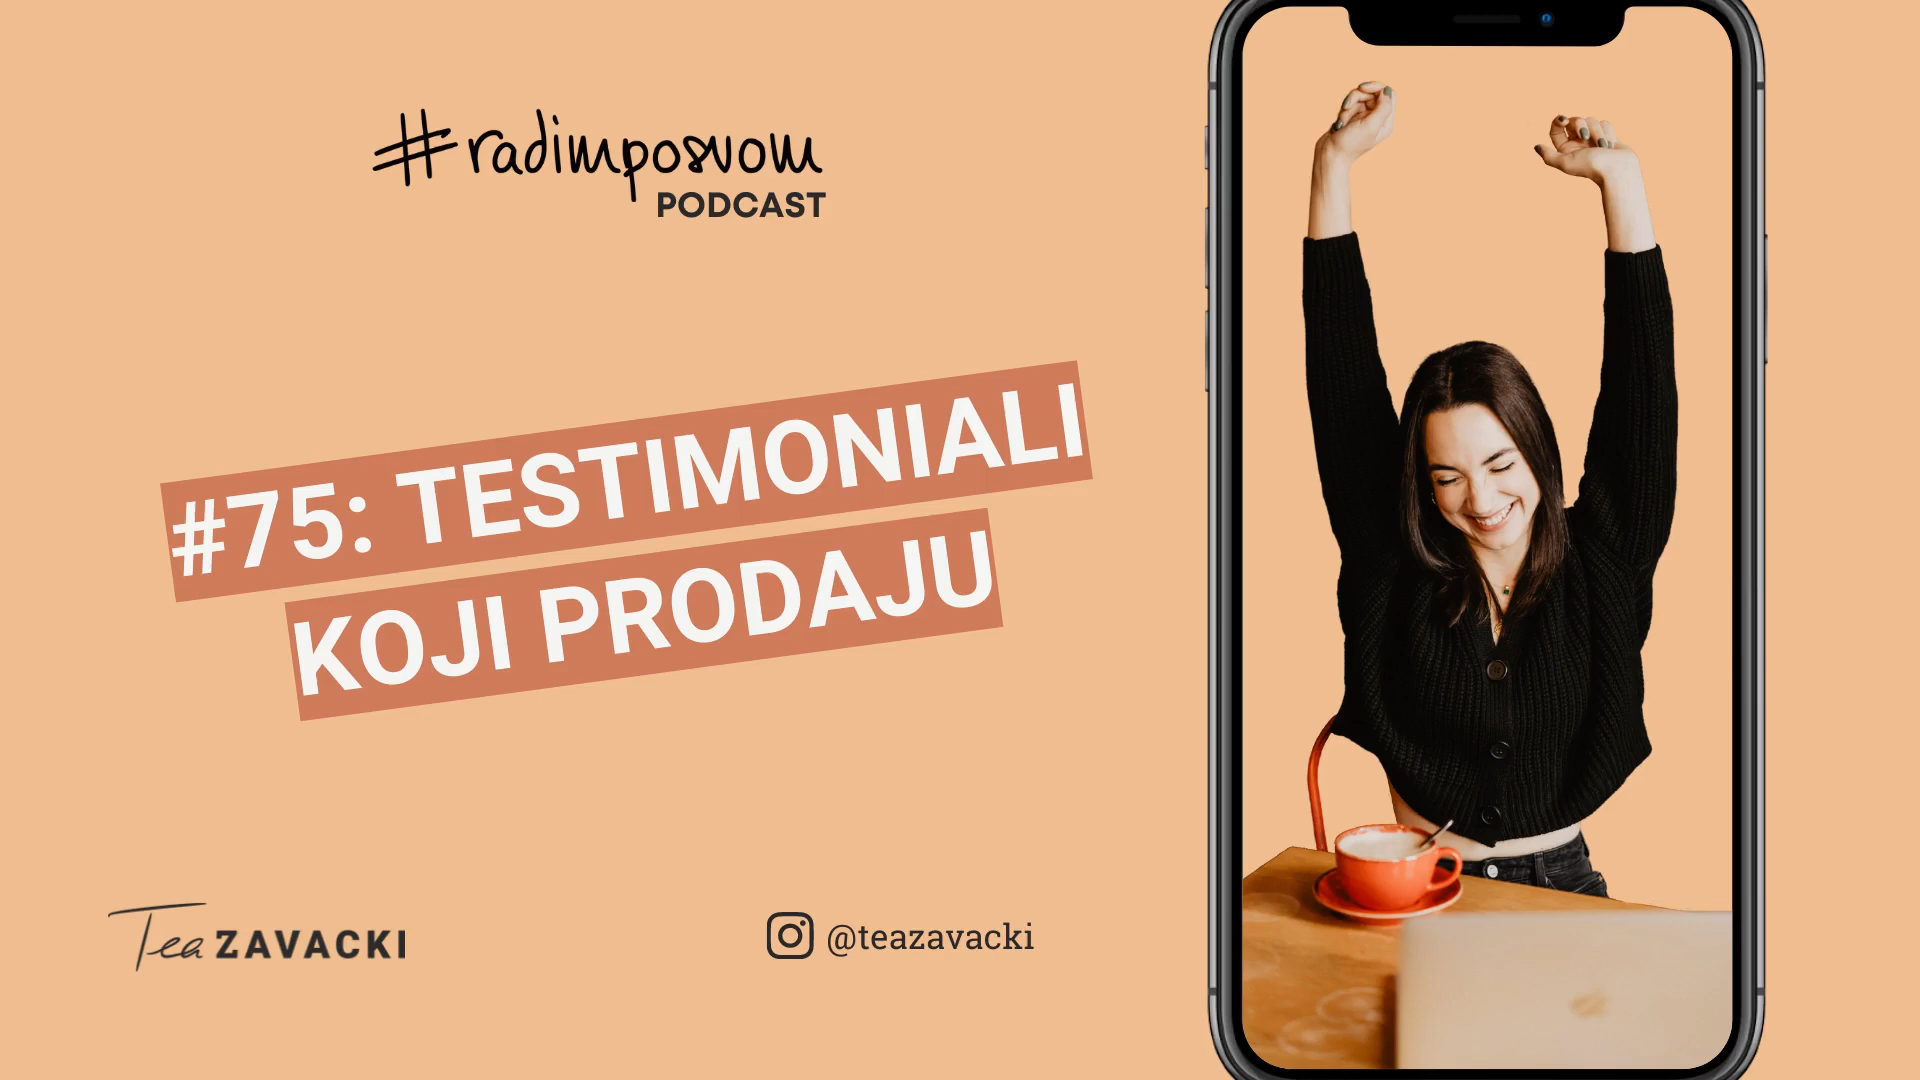 #radimposvom
PODCAST
#75: TESTIMONIALI
KOJI PRODAJU
Tea ZAVACKI
@teazavacki